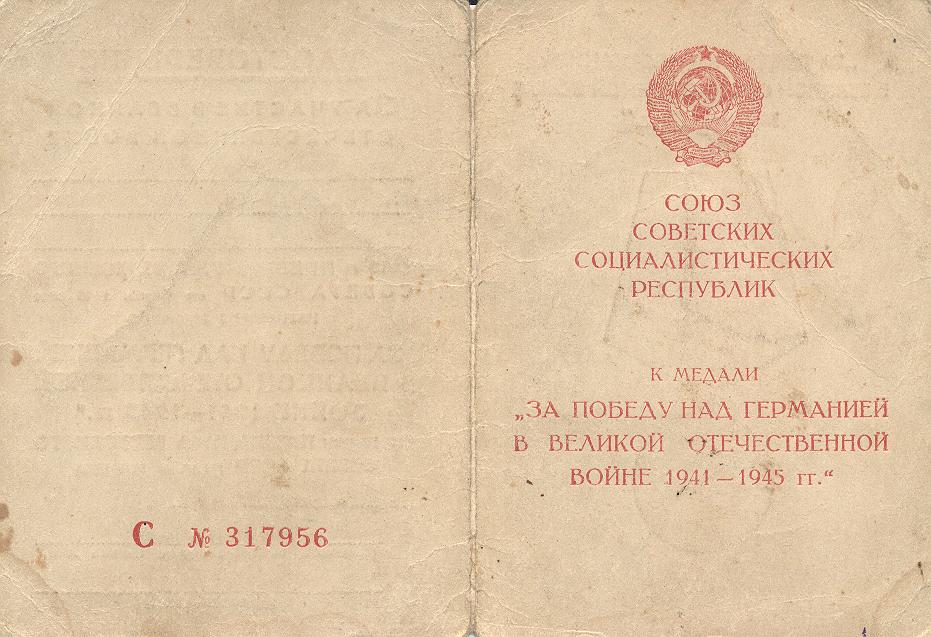 С № 317956
СОЮЗ
СОВЕТСКИХ
СОЦИАЛИСТИЧЕСКИХ
РЕСПУБЛИК
К МЕДАЛИ
„ЗА ПОБЕДУ НАД ГЕРМАНИЕЙ
В ВЕЛИКОЙ ОТЕЧЕСТВЕННОЙ
ВОЙНЕ 1941—1945 гг.“